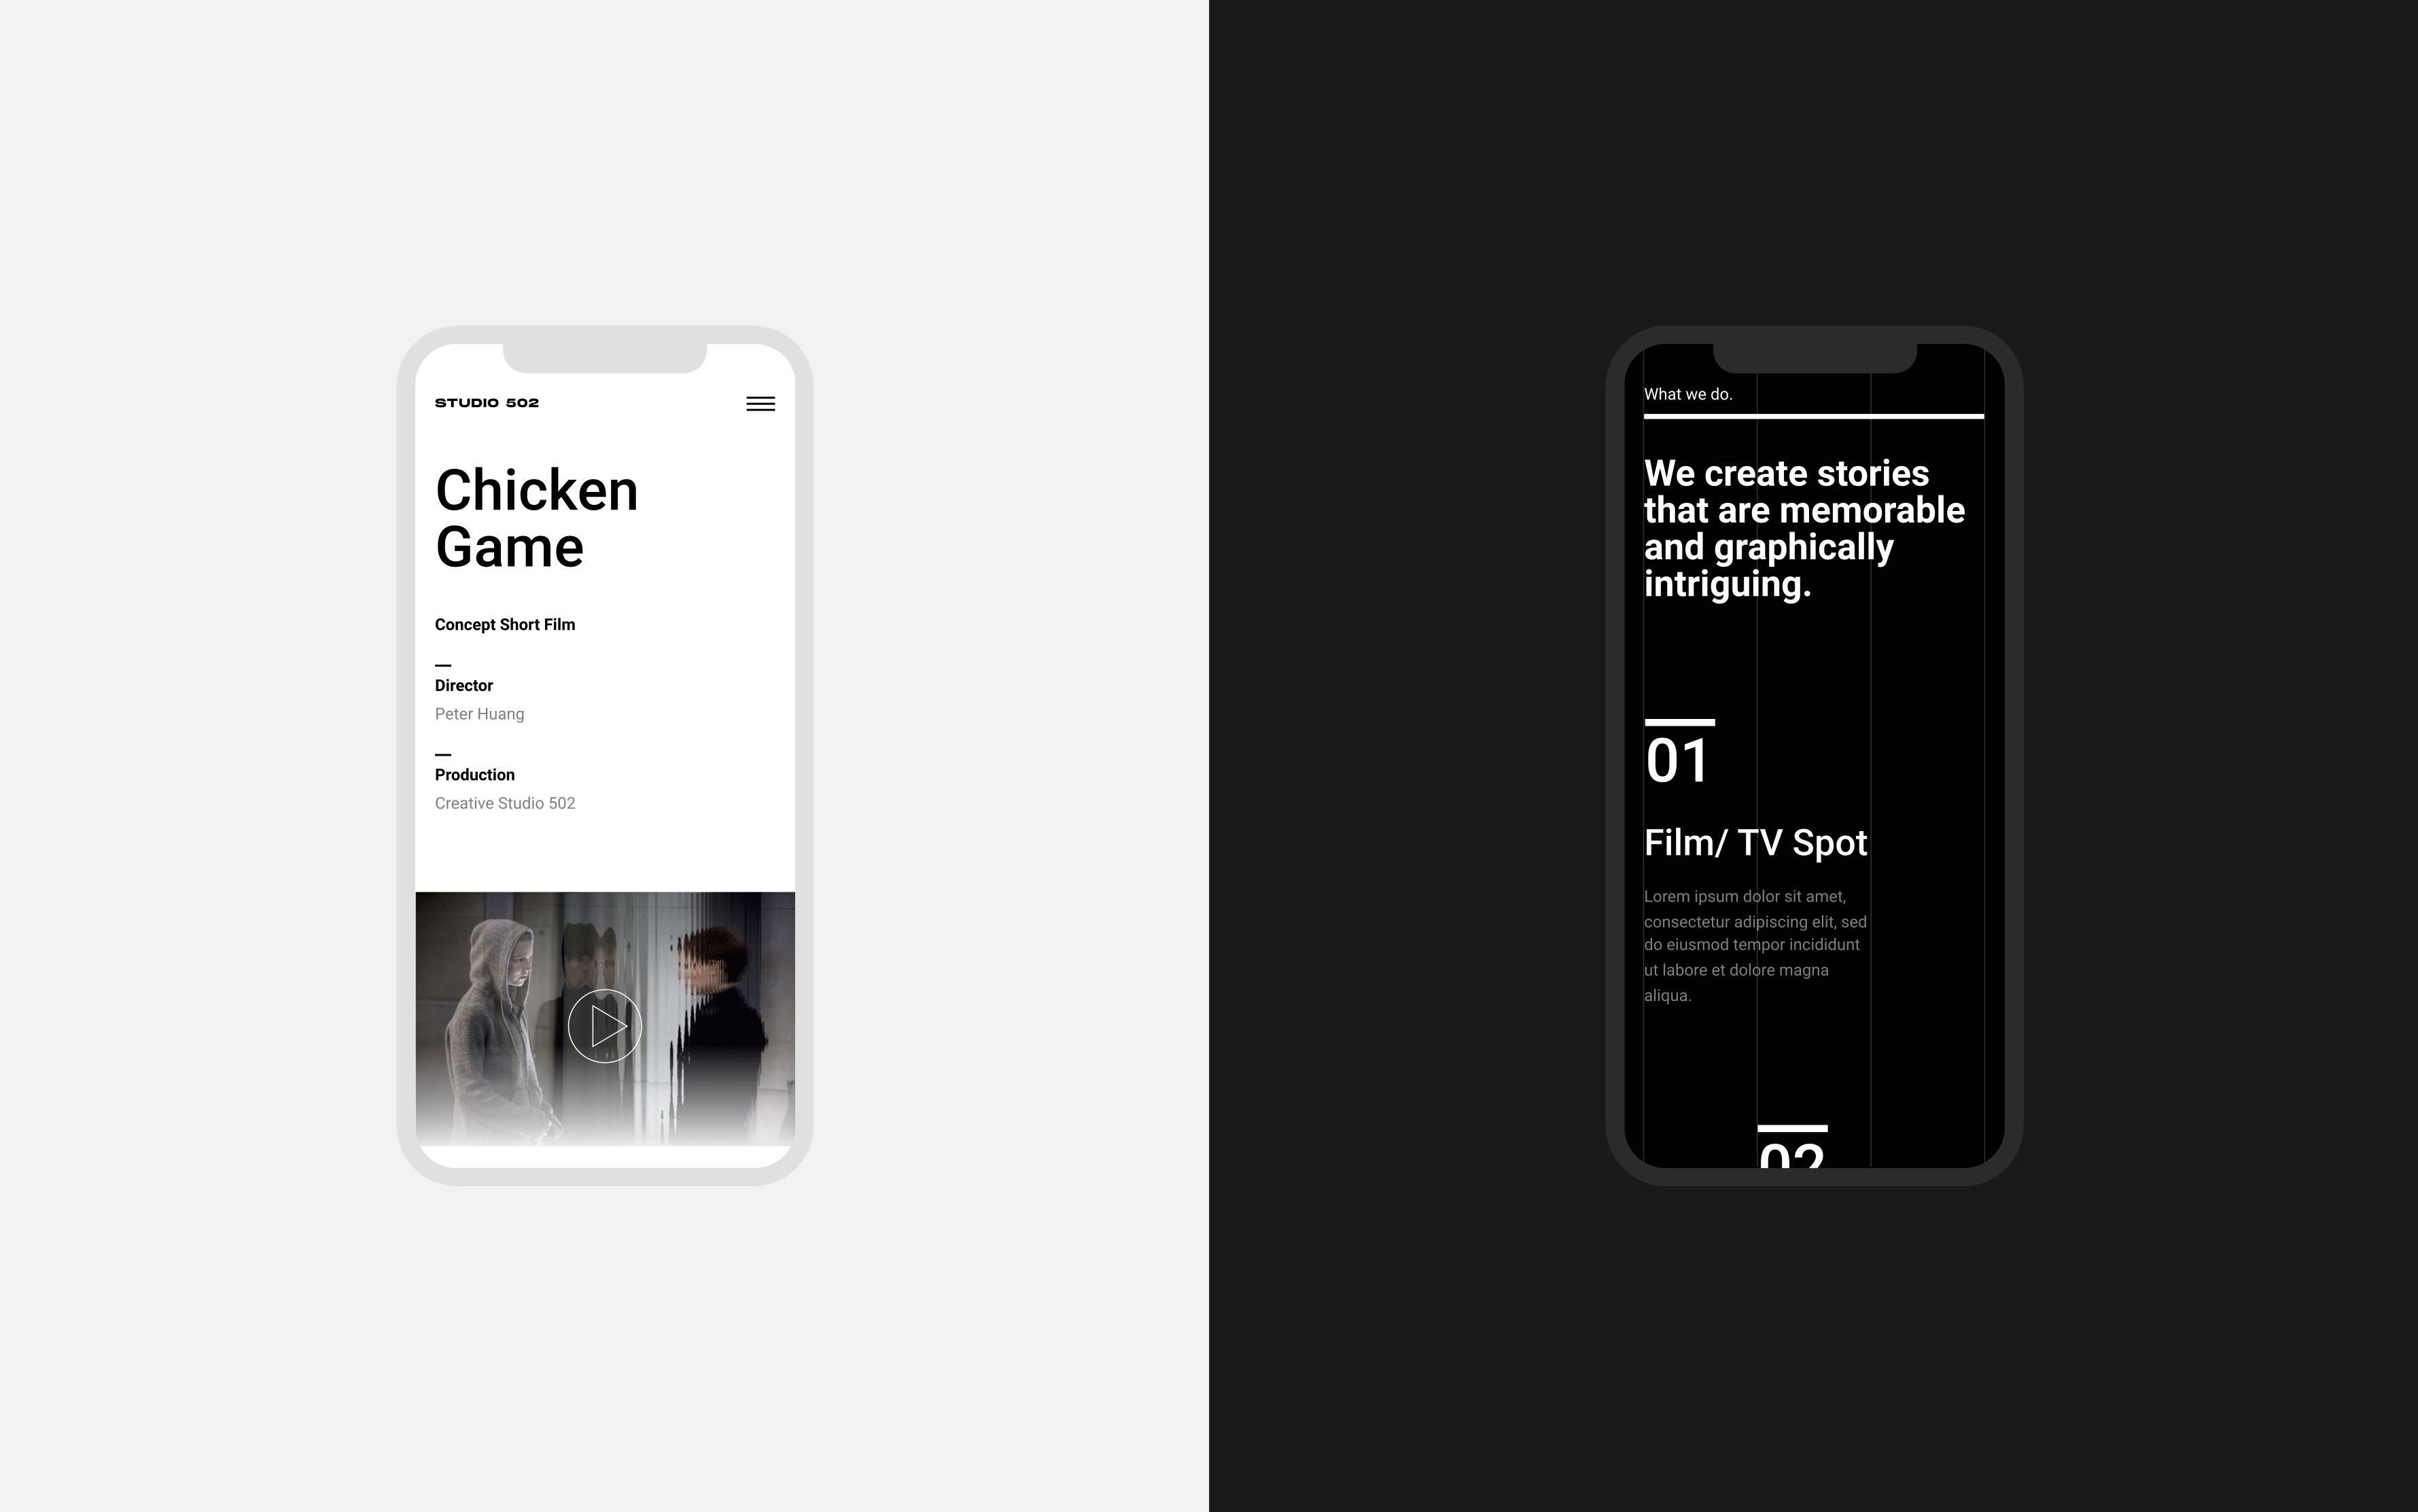 STUDIO 502
Chicken
Game
Concept Short Film
Director
Peter Huang
Production
Creative Studio 502
What we do.
We create stories
that are memorable
and graphically
intriguing.
01
Film/ TV Spot
Lorem ipsum dolor sit amet,
consectetur adipiscing elit, sed
do eiusmod tempor incididunt
ut labore et dolore magna
aliqua.
02